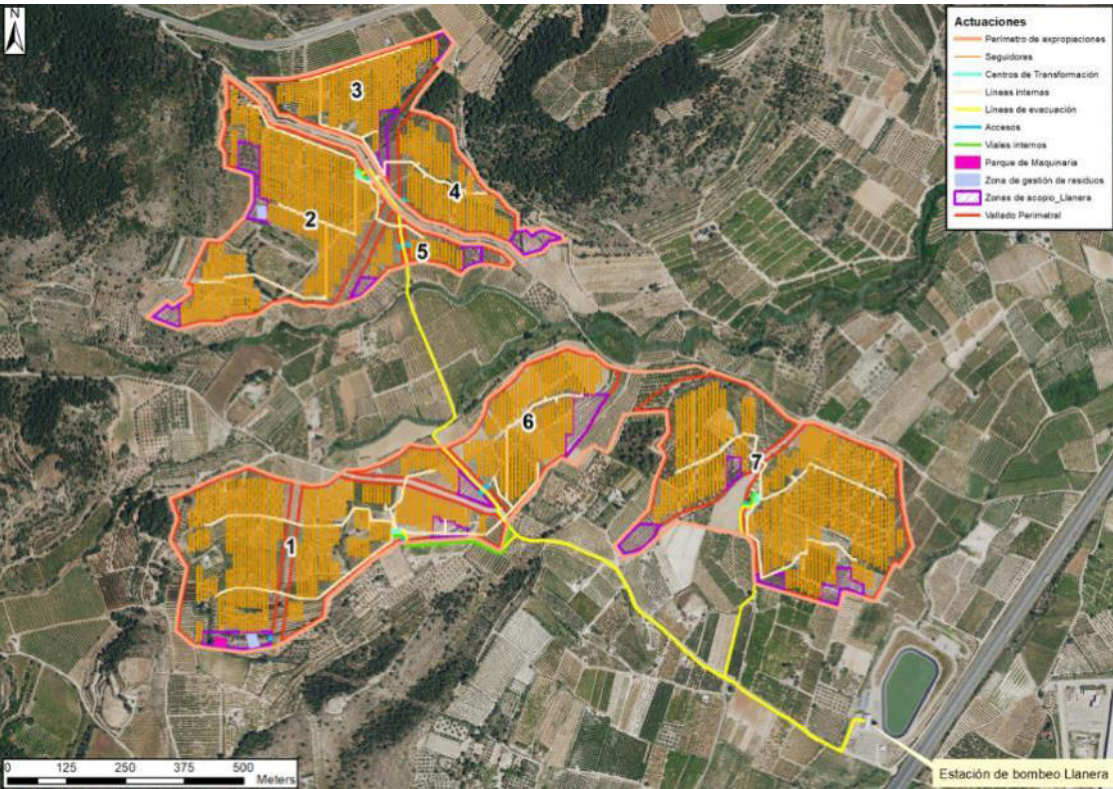 N
Actuaciones
Perímetro de expropiaciones
Seguidores
Centros de Transformación
Líneas internas
Líneas de evacuación
Accesos
Viales internos
Parque de Maquinaria
Zona de gestión de residuos
Zonas de acopio_Llanera
Vallado Perimetral
3
4
2
5
6
7
1
0 125 250 375 500
Meters
Estación de bombeo Llanera